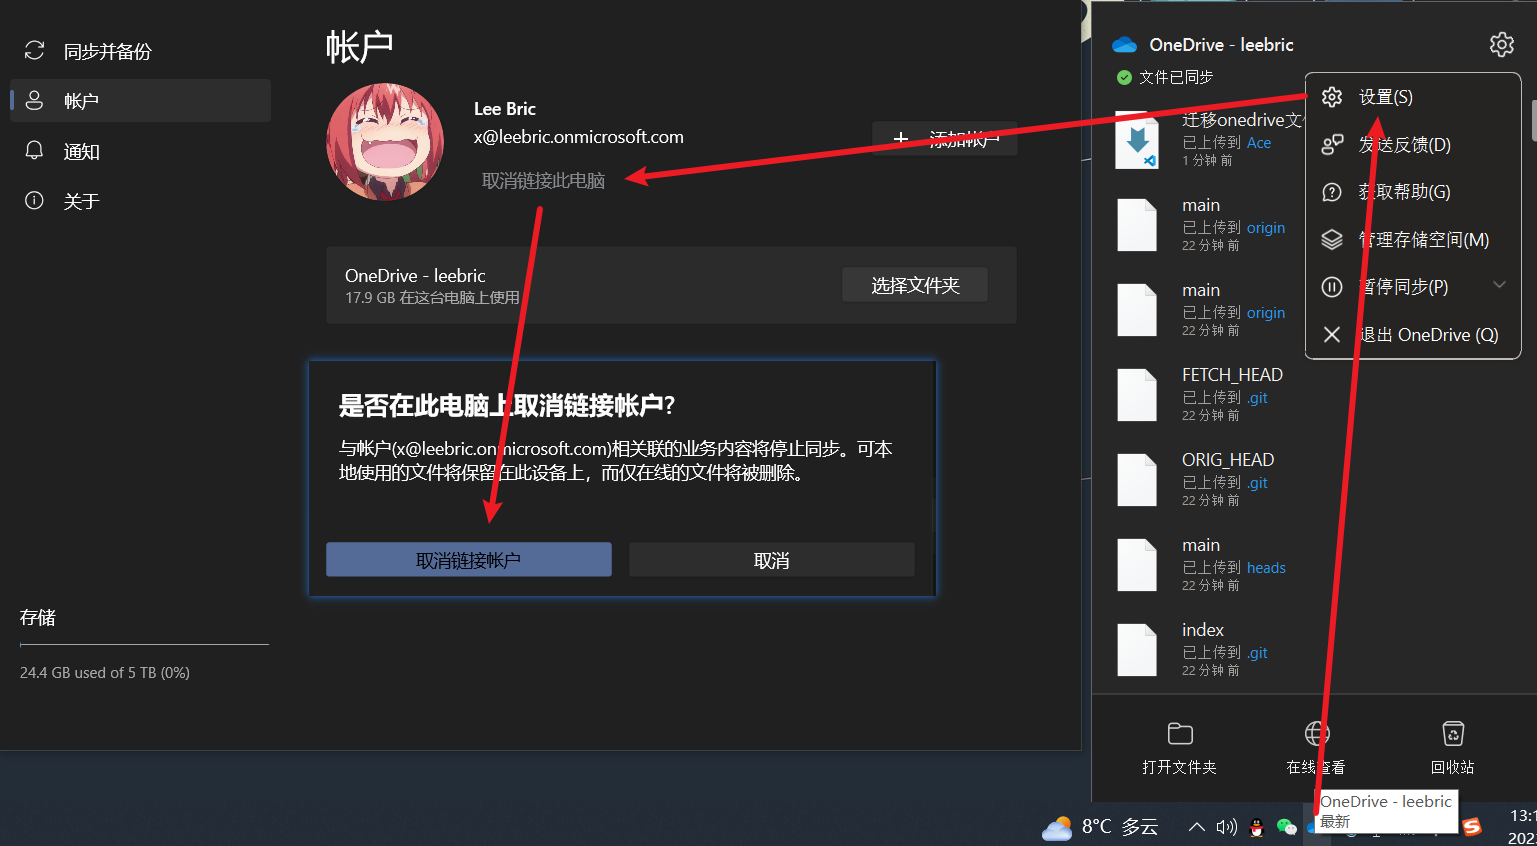 同步并备份
帐户
通知
关于
存储
24.4 GB used of 5 TB (0%)
帐户
Lee Bric
x@leebric.onmicrosoft.com
添加帐户
取消链接此电脑
OneDrive - leebric
17.9 GB 在这台电脑上使用
选择文件夹
是否在此电脑上取消链接帐户?
与帐户(x@leebric.onmicrosoft.com)相关联的业务内容将停止同步。可本
地使用的文件将保留在此设备上，而仅在线的文件将被删除。
取消链接帐户
取消
OneDrive - leebric
文件已同步
迁移onedrive文
已上传到 Ace
1 分钟 前
main
已上传到 origin
22 分钟 前
main
已上传到 origin
22 分钟 前
FETCH_HEAD
已上传到 .git
22 分钟 前
ORIG_HEAD
已上传到 .git
22 分钟 前
main
已上传到 heads
22 分钟 前
index
已上传到 .git
22 分钟 前
设置(S)
发送反馈(D)
获取帮助(G)
管理存储空间(M)
暂停同步(P)
退出 OneDrive (Q)
打开文件夹
在线查看
回收站
OneDrive - leebric
最新
8°C 多云